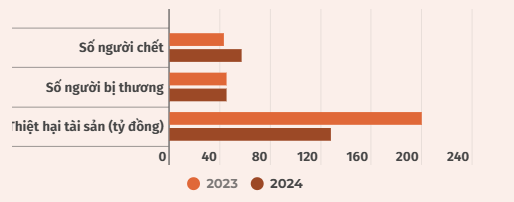 Số người chết
Số người bị thương
hiệt hại tài sản (tỷ đồng)
0 40 80 120 160 200 240
2023 2024